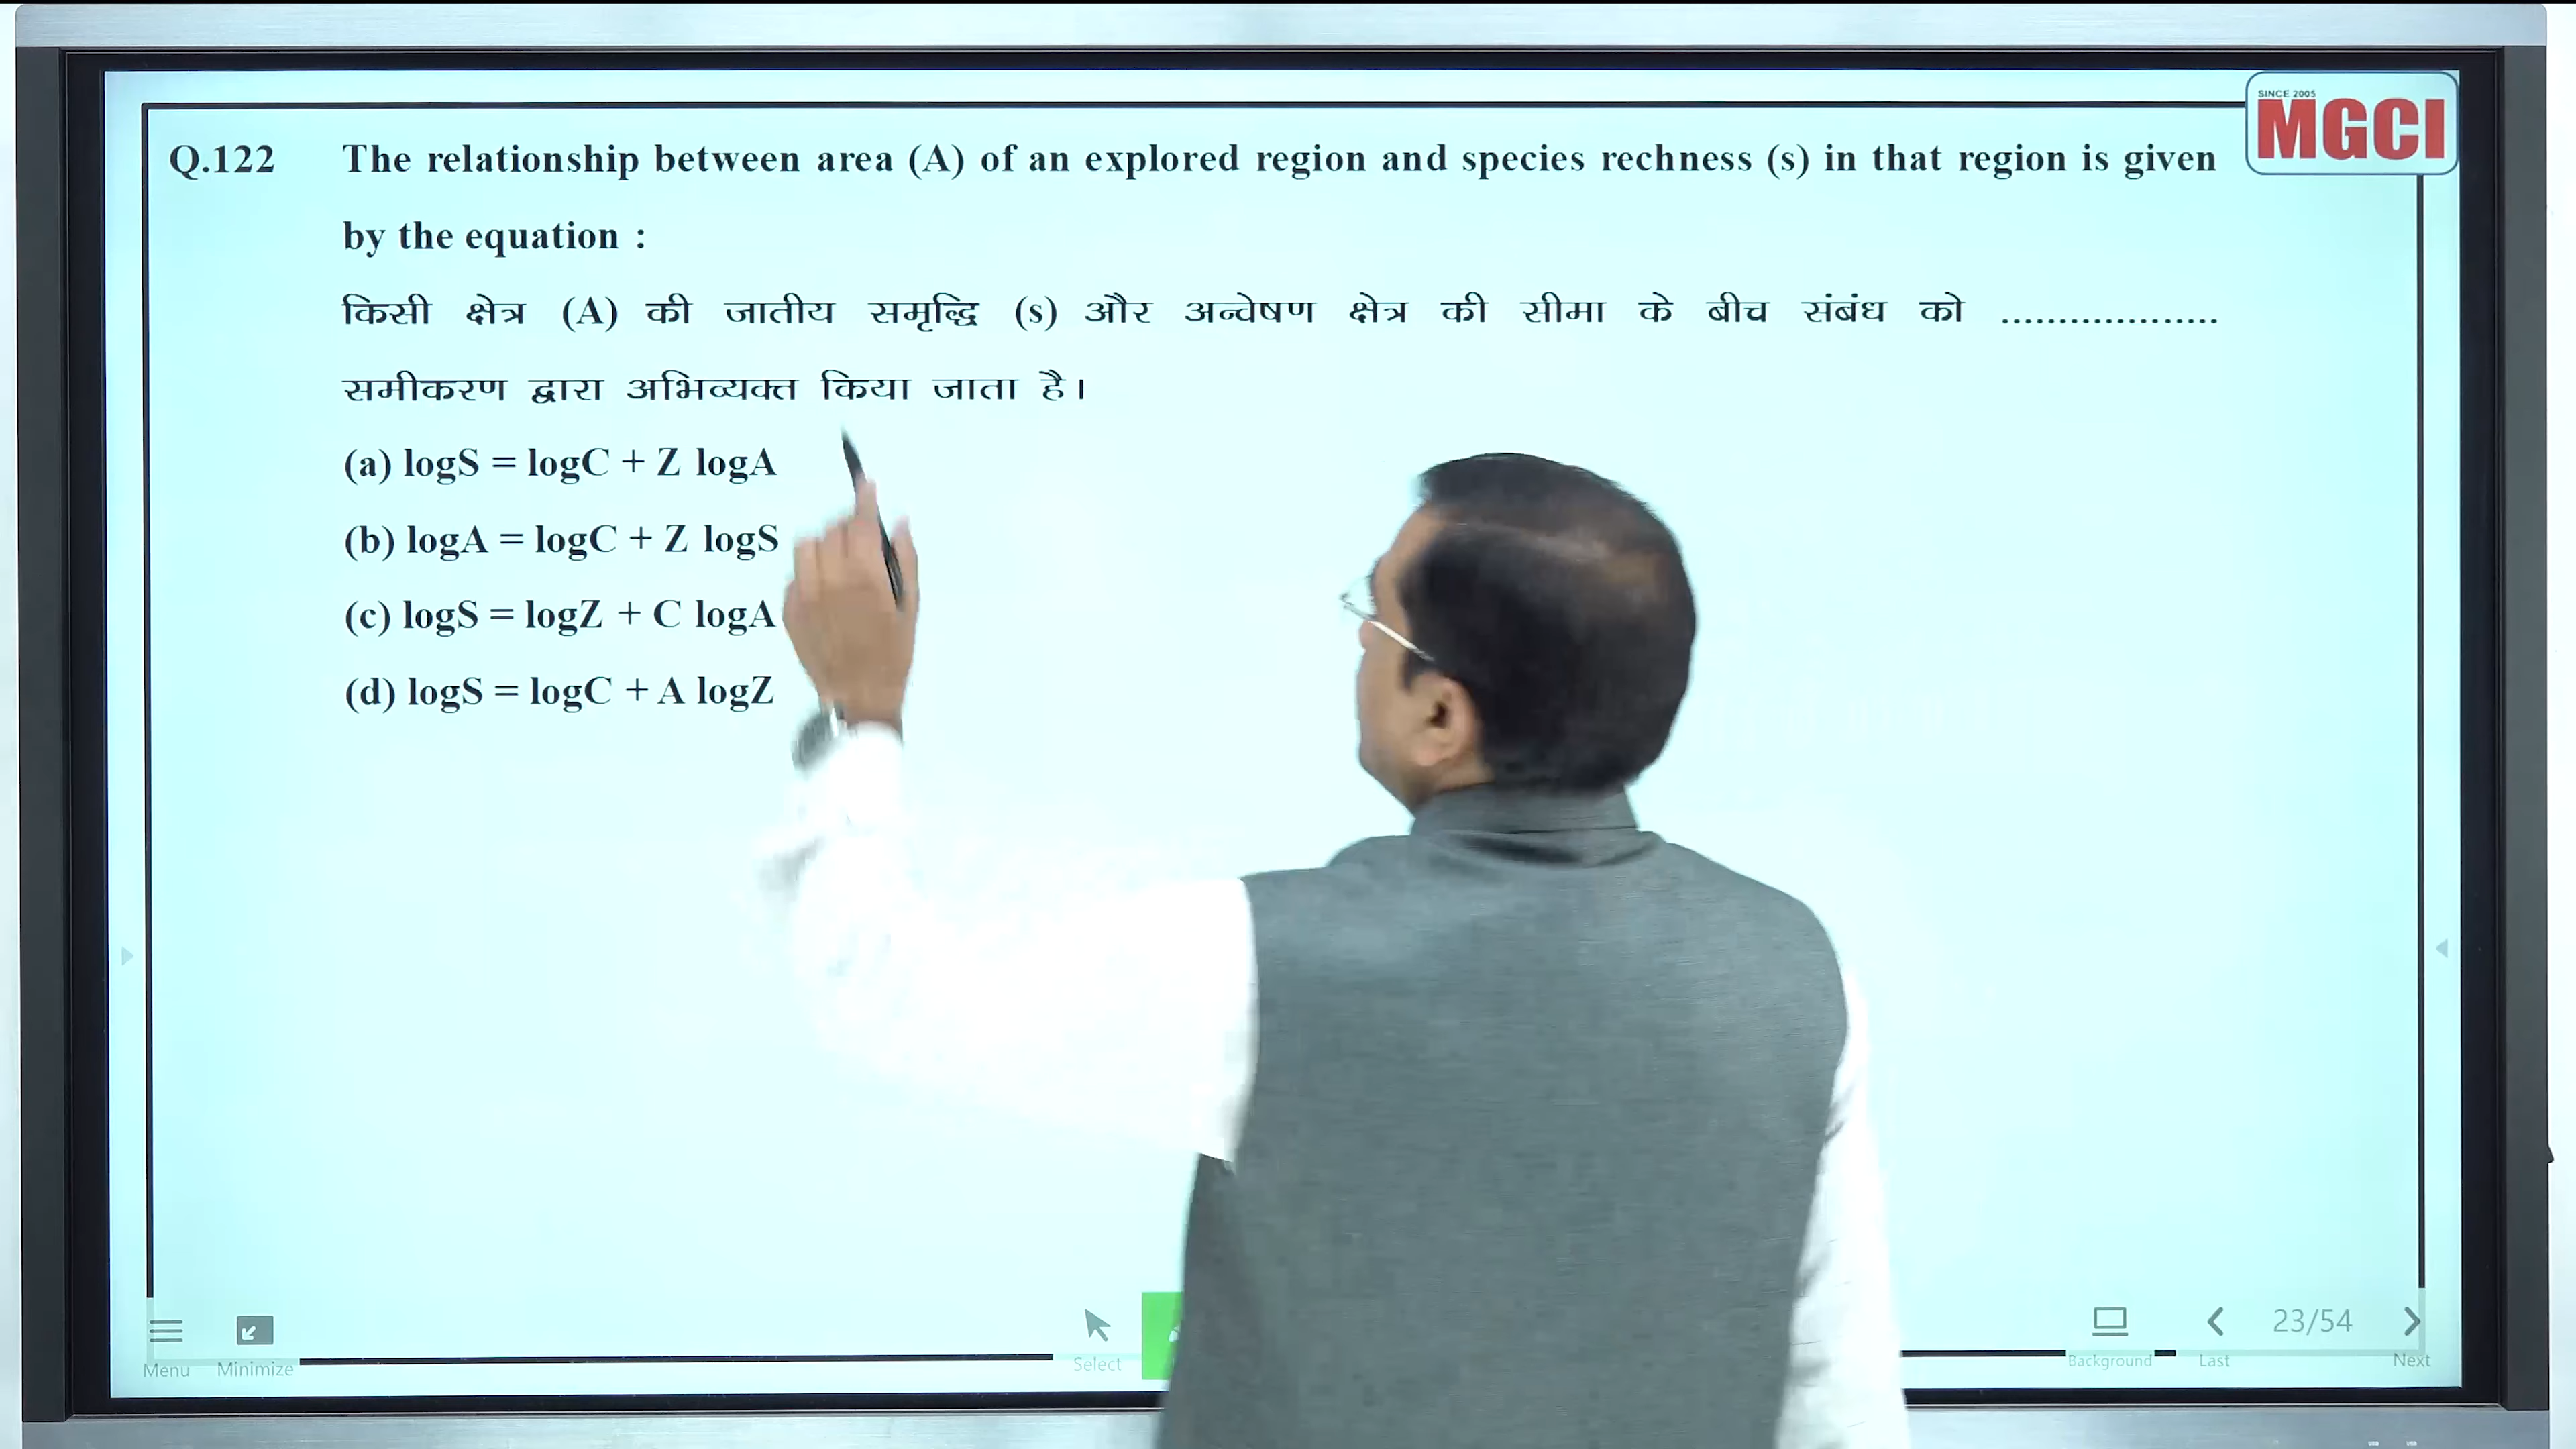 SINCE 2005
MGCI
Q.122 The relationship between area (A) of an explored region and species rechness (s) in that region is given
by the equation :
किसी क्षेत्र (A) की जातीय समृद्धि (s) और अन्वेषण क्षेत्र की सीमा के बीच संबंध को ...................
समीकरण द्वारा अभिव्यक्त किया जाता है।
(a) logS = logC + Z logA
(b) logA = logC + Z logS
(c) logS = logZ + C logA
(d) logS = logC + A logZ
Menu Minimize Select Background Last 23/54 Next